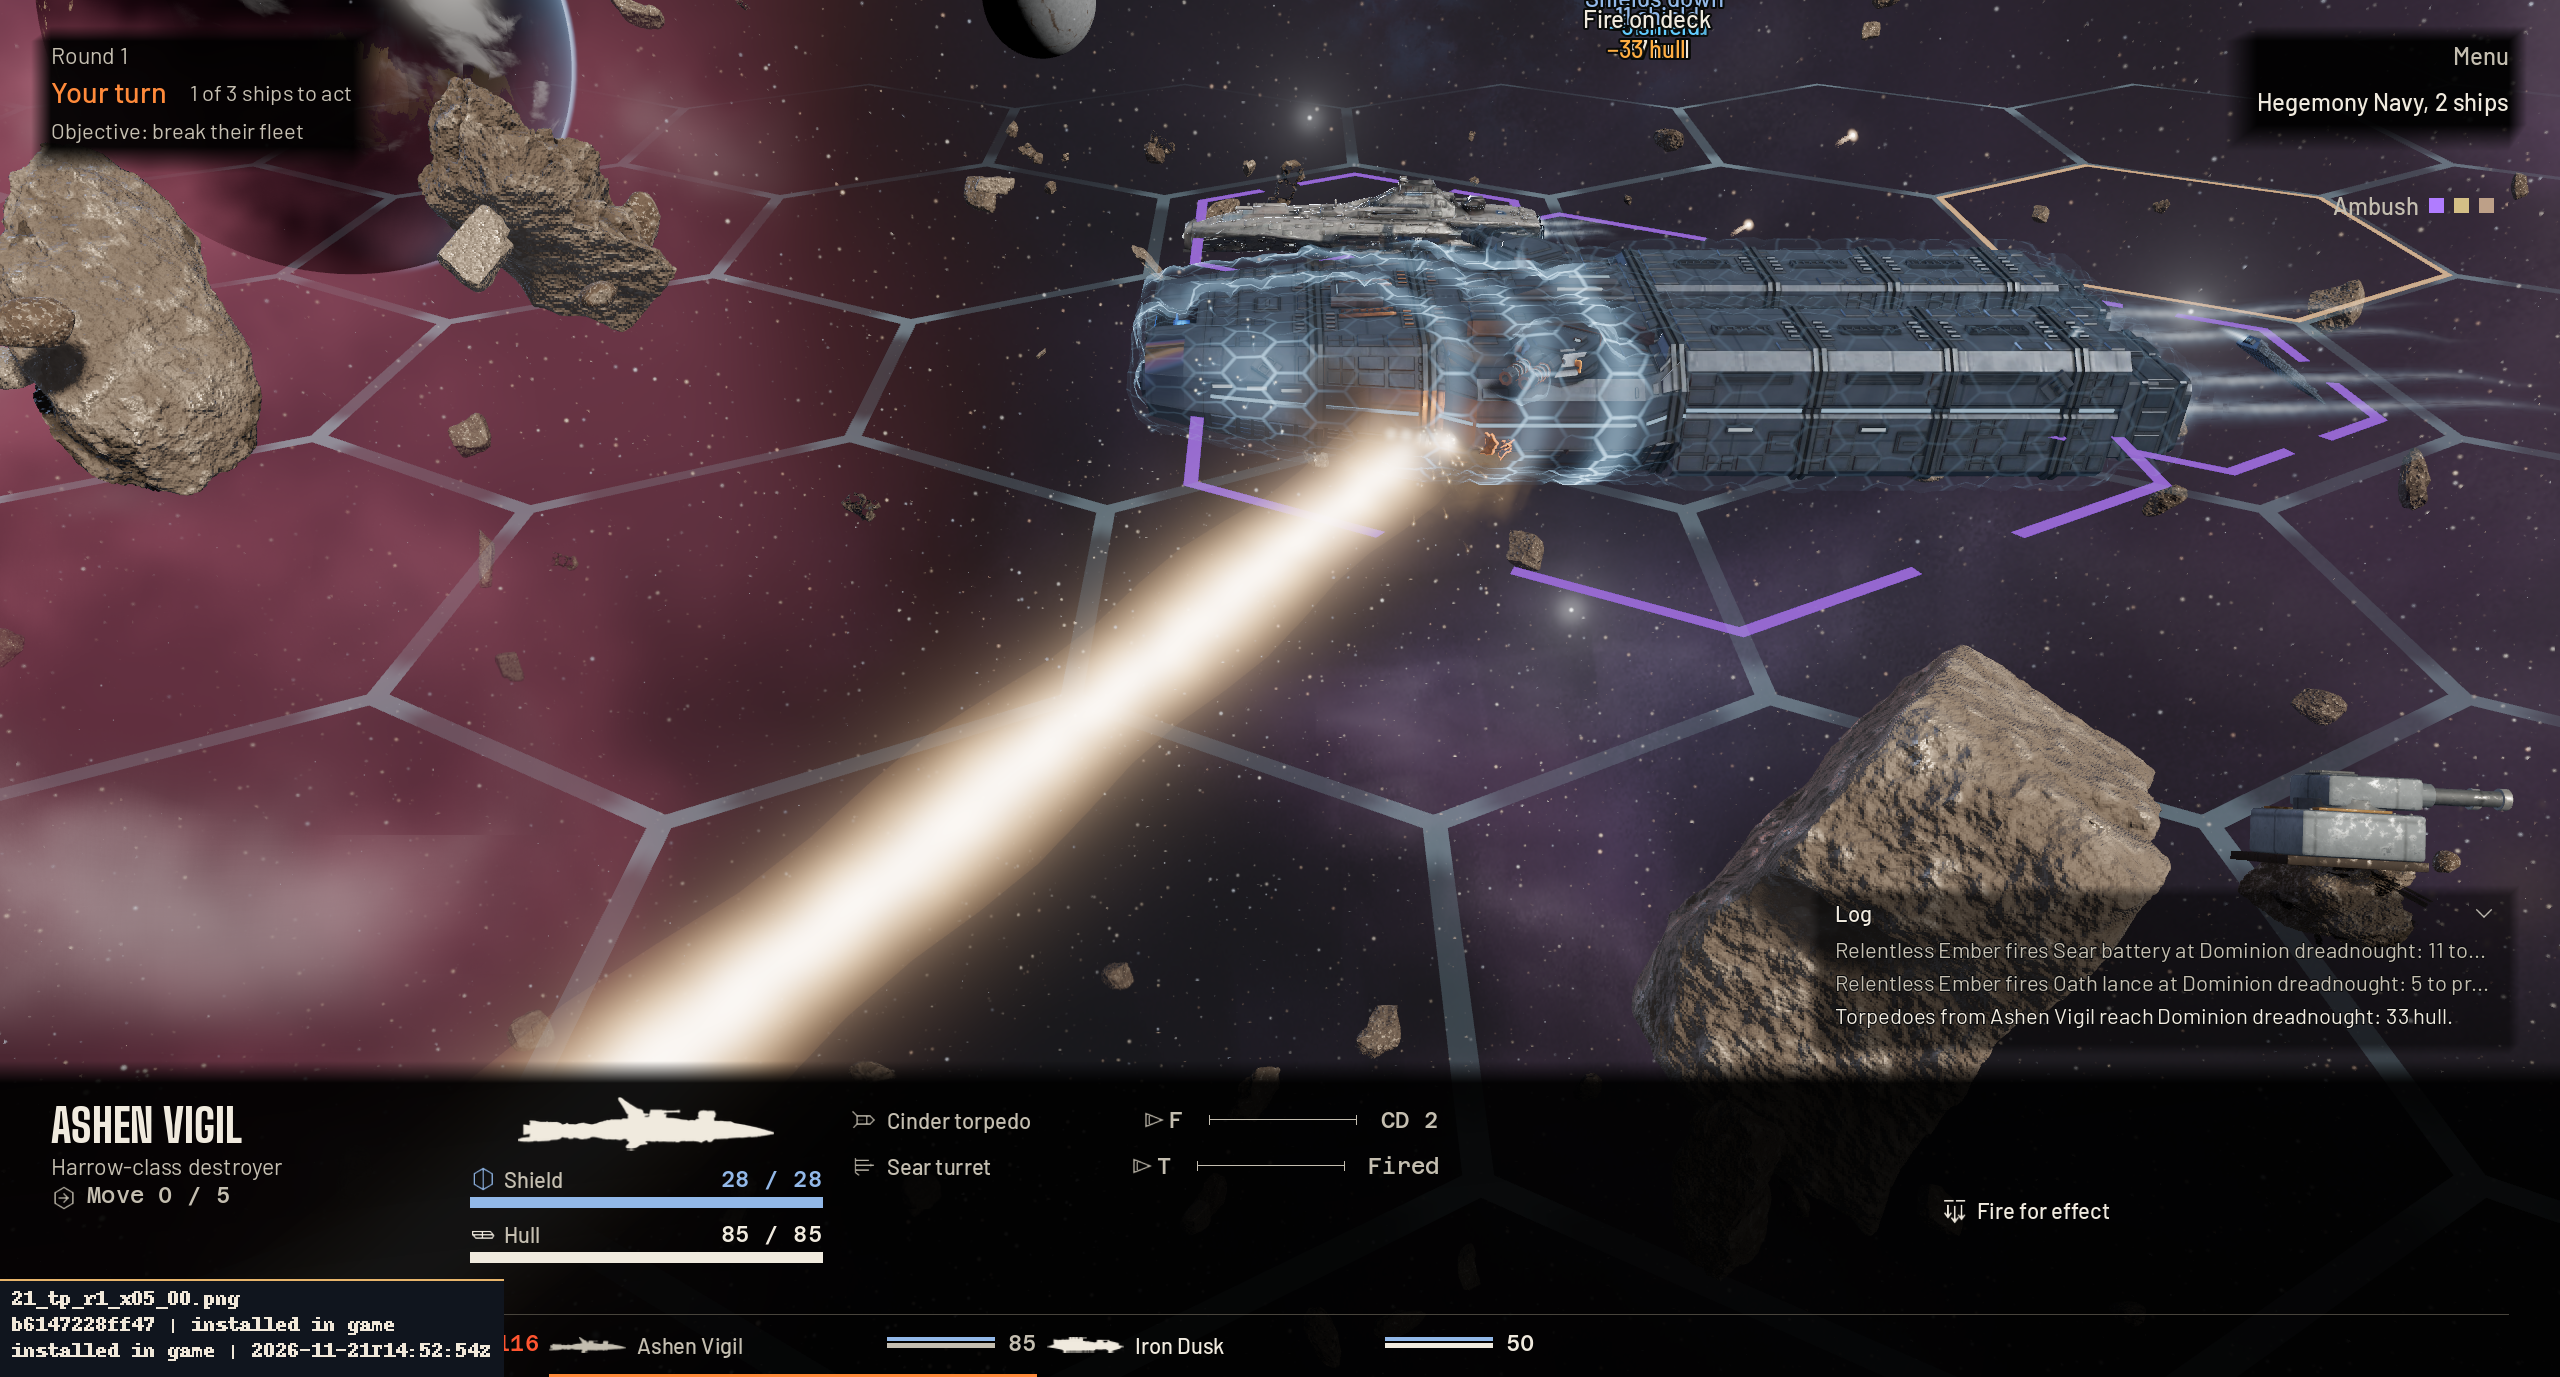 Round 1
Your turn 1 of 3 ships to act
Objective: break their fleet
Fire on deck
-33 hull
Menu
Hegemony Navy, 2 ships
Ambush
Log
Relentless Ember fires Sear battery at Dominion dreadnought: 11 to...
Relentless Ember fires Oath lance at Dominion dreadnought: 5 to pr...
Torpedoes from Ashen Vigil reach Dominion dreadnought: 33 hull.
ASHEN VIGIL
Harrow-class destroyer
Move 0 / 5
Shield 28 / 28
Hull 85 / 85
Cinder torpedo F CD 2
Sear turret T Fired
Fire for effect
21_tp_r1_x05_00.png
b6147228ff47 | installed in game
installed in game | 2026-11-21T14:52:54Z
116 Ashen Vigil 85 Iron Dusk 50